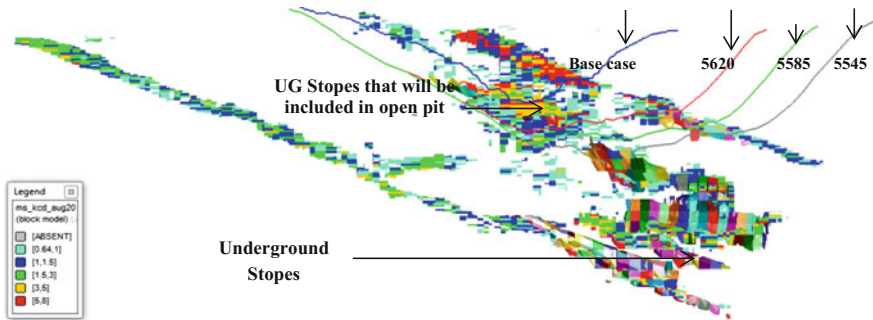 Base case
5620
5585
5545
UG Stopes that will be
included in open pit
Legend
ms_kcd_aug20
(block model) :
[ABSENT]
[0.64,1]
[1,1.5]
[1.5,3]
[3,5]
[5,8]
Underground
Stopes